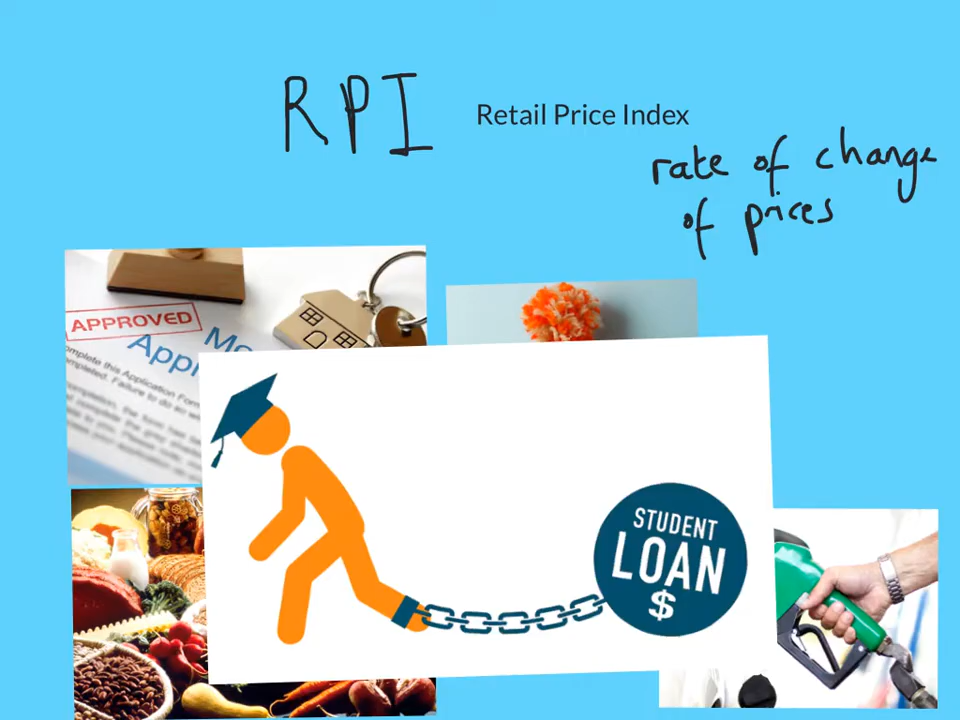 RPI
Retail Price Index
rate of change
of prices
APPROVED
STUDENT
LOAN
$